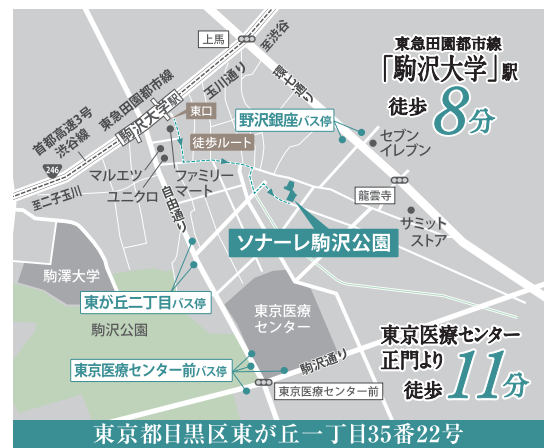 上馬
至渋谷
環七通り
東急田園都市線
「駒沢大学」駅
徒歩8分
首都高速3号
渋谷線
東急田園都市線
玉川通り
駒沢大学駅
東口
徒歩ルート
野沢銀座バス停
セブン
イレブン
246
至二子玉川
マルエツ
ユニクロ
ファミリー
マート
自由通り
龍雲寺
サミット
ストア
ソナーレ駒沢公園
駒澤大学
東が丘二丁目バス停
駒沢公園
東京医療
センター
東京医療センター
正門より
徒歩11分
東京医療センター前バス停
駒沢通り
東京医療センター前
東京都目黒区東が丘一丁目35番22号